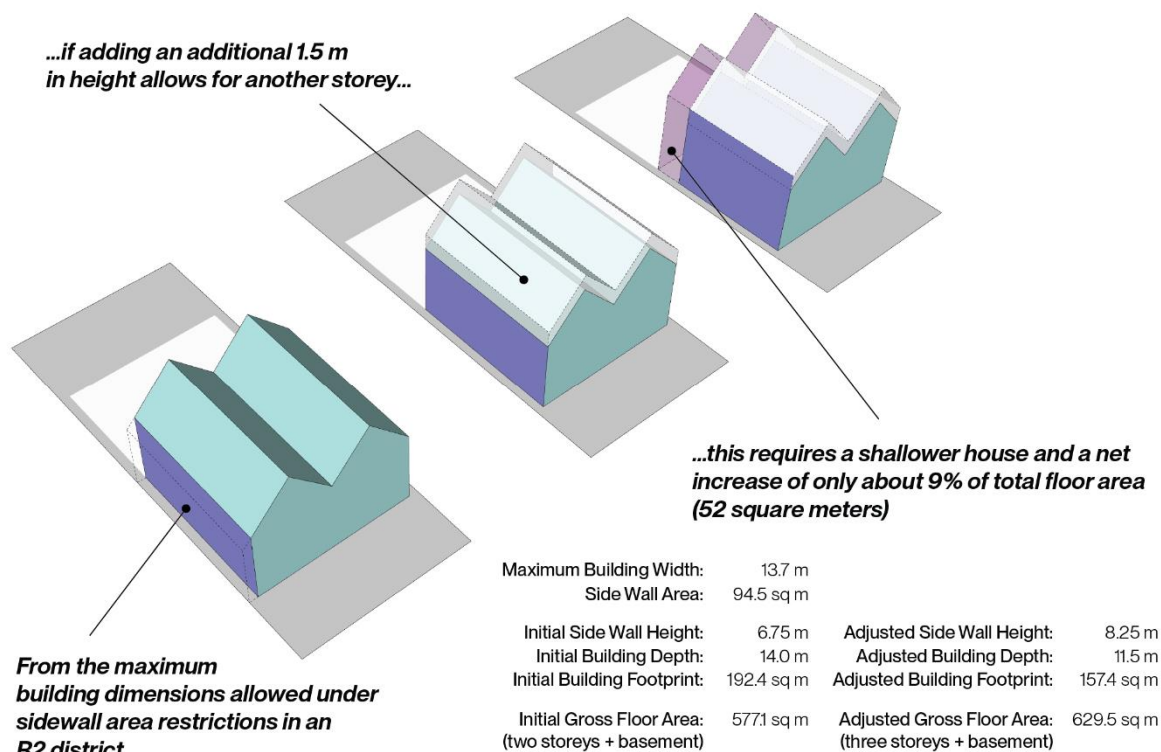 ...if adding an additional 1.5 m
in height allows for another storey...
...this requires a shallower house and a net
increase of only about 9% of total floor area
(52 square meters)
From the maximum
building dimensions allowed under
sidewall area restrictions in an
R2 district
Maximum Building Width: 13.7 m
Side Wall Area: 94.5 sq m
Initial Side Wall Height: 6.75 m Adjusted Side Wall Height: 8.25 m
Initial Building Depth: 14.0 m Adjusted Building Depth: 11.5 m
Initial Building Footprint: 192.4 sq m Adjusted Building Footprint: 157.4 sq m
Initial Gross Floor Area: 577.1 sq m Adjusted Gross Floor Area: 629.5 sq m
(two storeys + basement) (three storeys + basement)